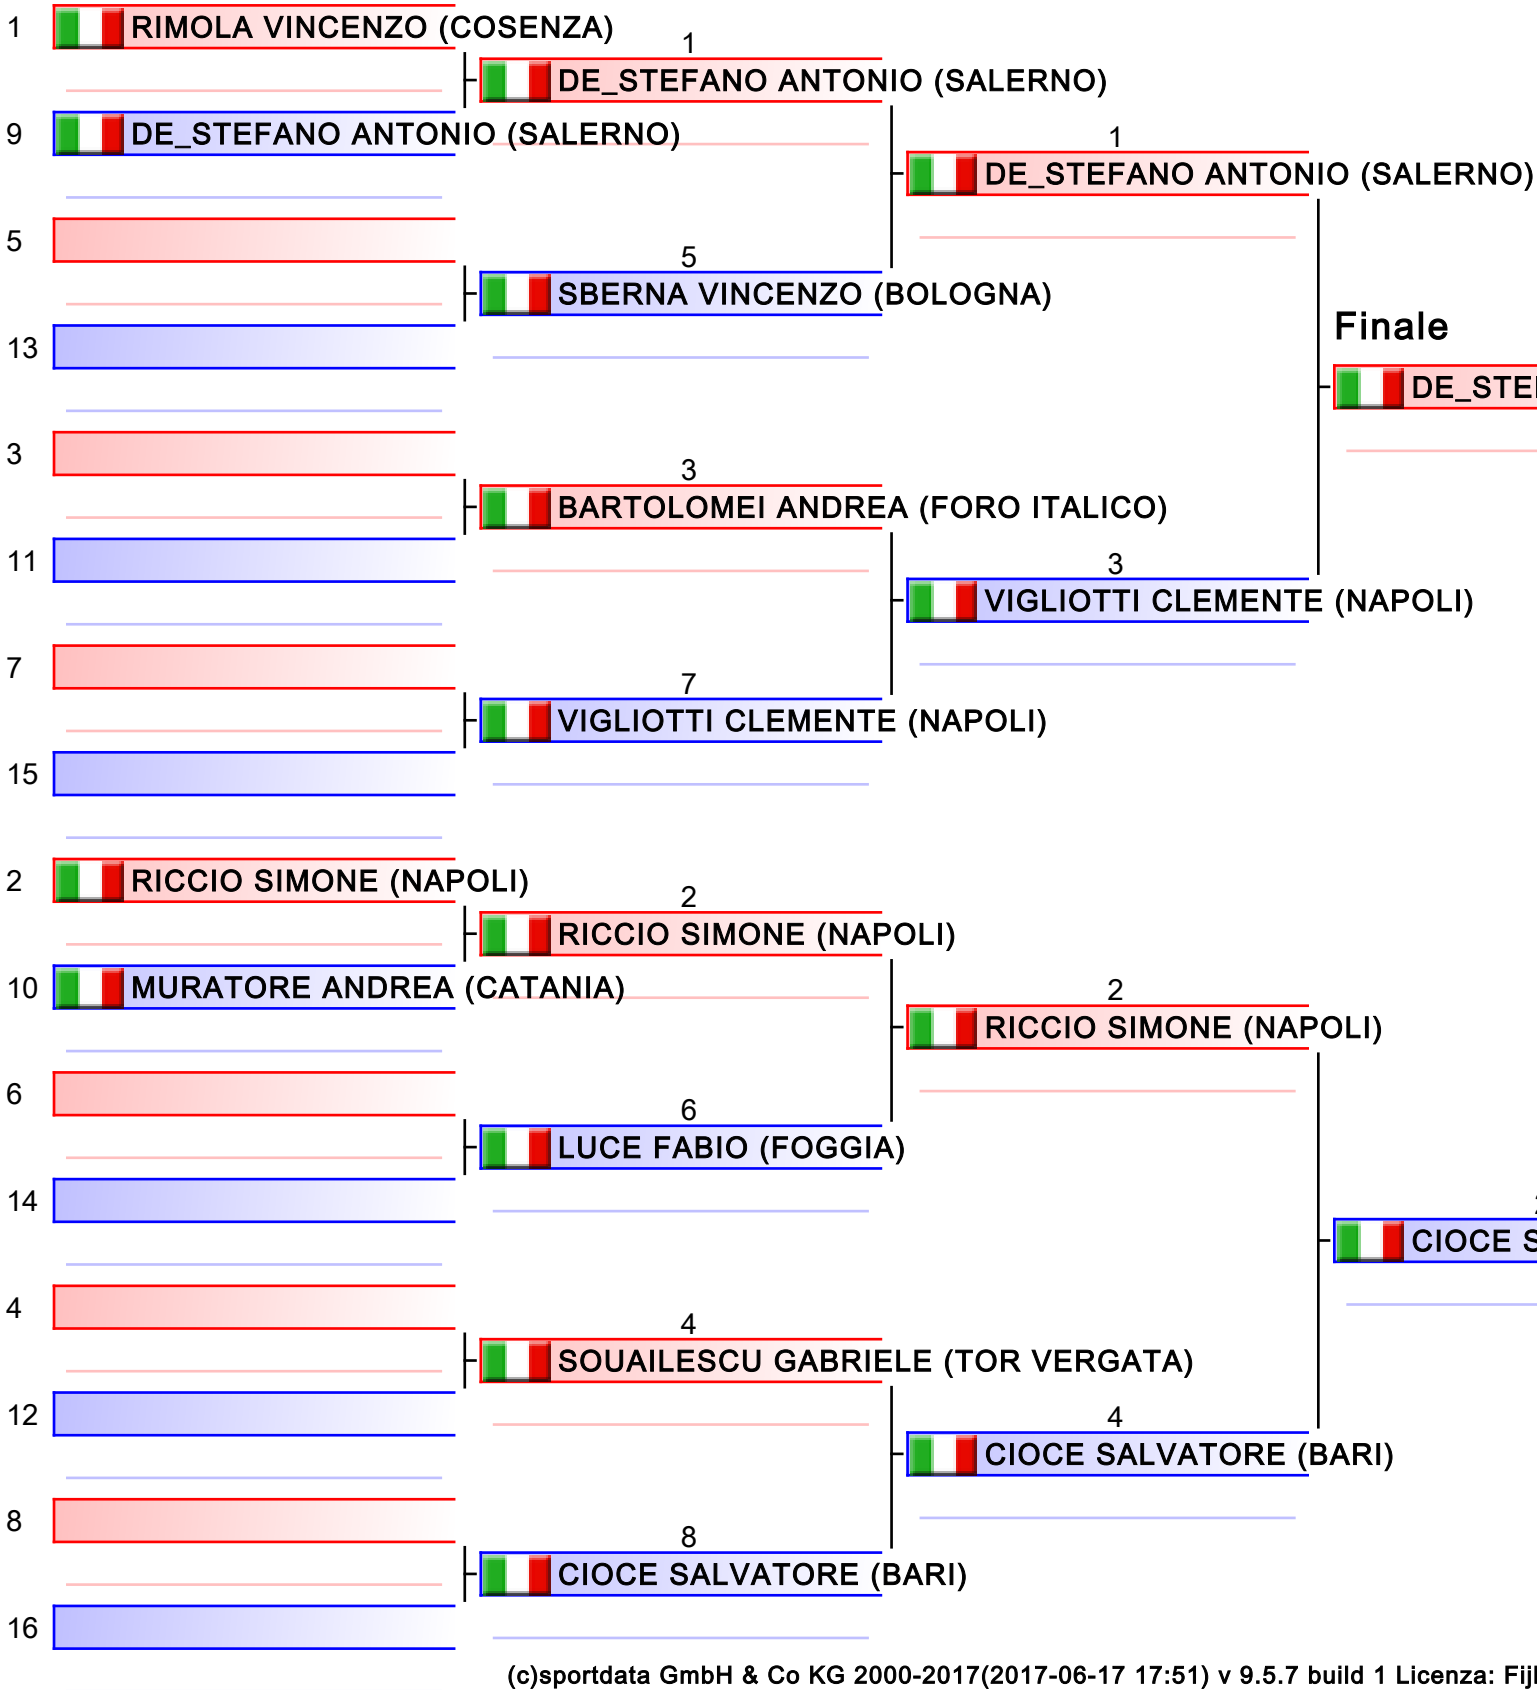 1 RIMOLA VINCENZO (COSENZA)
1
DE_STEFANO ANTONIO (SALERNO)
9 DE_STEFANO ANTONIO (SALERNO)
1
DE_STEFANO ANTONIO (SALERNO)
5
5
SBERNA VINCENZO (BOLOGNA)
13
Finale
DE_STE
3
3
BARTOLOMEI ANDREA (FORO ITALICO)
11
3
VIGLIOTTI CLEMENTE (NAPOLI)
7
7
VIGLIOTTI CLEMENTE (NAPOLI)
15
2 RICCIO SIMONE (NAPOLI)
2
RICCIO SIMONE (NAPOLI)
10 MURATORE ANDREA (CATANIA)
2
RICCIO SIMONE (NAPOLI)
6
6
LUCE FABIO (FOGGIA)
14
CIOCE S
4
4
SOUAILESCU GABRIELE (TOR VERGATA)
12
4
CIOCE SALVATORE (BARI)
8
8
CIOCE SALVATORE (BARI)
16
(c)sportdata GmbH & Co KG 2000-2017(2017-06-17 17:51) v 9.5.7 build 1 Licenza: Fij